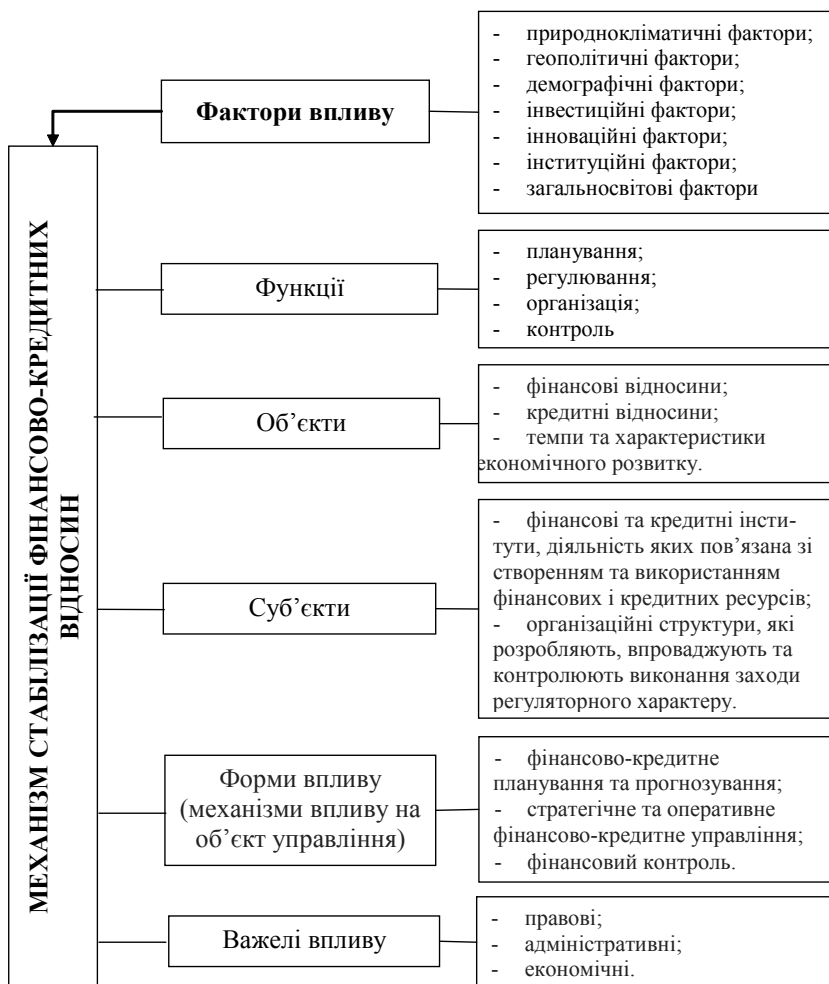 МЕХАНІЗМ СТАБІЛІЗАЦІЇ ФІНАНСОВО-КРЕДИТНИХ
ВІДНОСИН
Фактори впливу
- природнокліматичні фактори;
- геополітичні фактори;
- демографічні фактори;
- інвестиційні фактори;
- інноваційні фактори;
- інституційні фактори;
- загальносвітові фактори
Функції
- планування;
- регулювання;
- організація;
- контроль
Об’єкти
- фінансові відносини;
- кредитні відносини;
- темпи та характеристики
економічного розвитку.
Суб’єкти
- фінансові та кредитні інсти-
тути, діяльність яких пов’язана зі
створенням та використанням
фінансових і кредитних ресурсів;
- організаційні структури, які
розробляють, впроваджують та
контролюють виконання заходи
регуляторного характеру.
Форми впливу
(механізми впливу на
об’єкт управління)
- фінансово-кредитне
планування та прогнозування;
- стратегічне та оперативне
фінансово-кредитне управління;
- фінансовий контроль.
Важелі впливу
- правові;
- адміністративні;
- економічні.